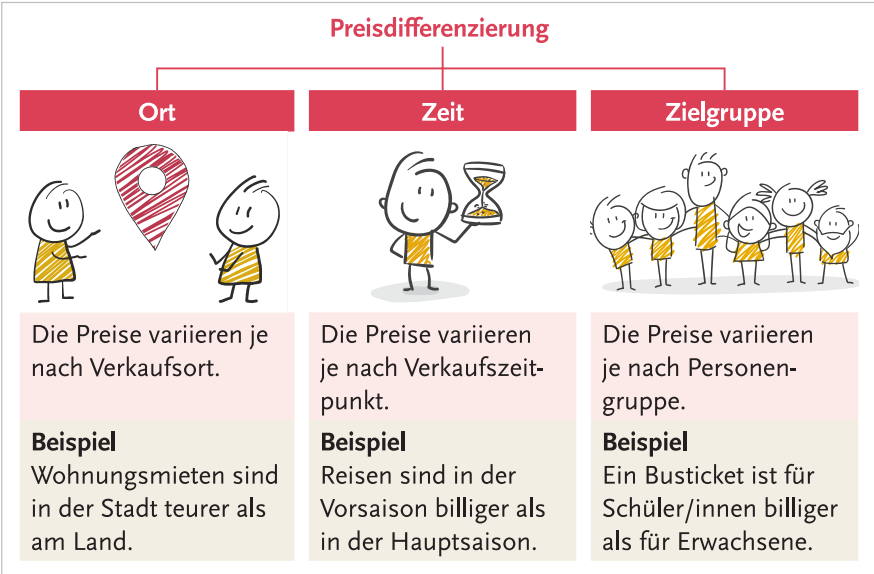 Preisdifferenzierung
Ort
Die Preise variieren je
nach Verkaufsort.
Beispiel
Wohnungsmieten sind
in der Stadt teurer als
am Land.
Zeit
Die Preise variieren
je nach Verkaufszeit-
punkt.
Beispiel
Reisen sind in der
Vorsaison billiger als
in der Hauptsaison.
Zielgruppe
Die Preise variieren
je nach Personen-
gruppe.
Beispiel
Ein Busticket ist für
Schüler/innen billiger
als für Erwachsene.